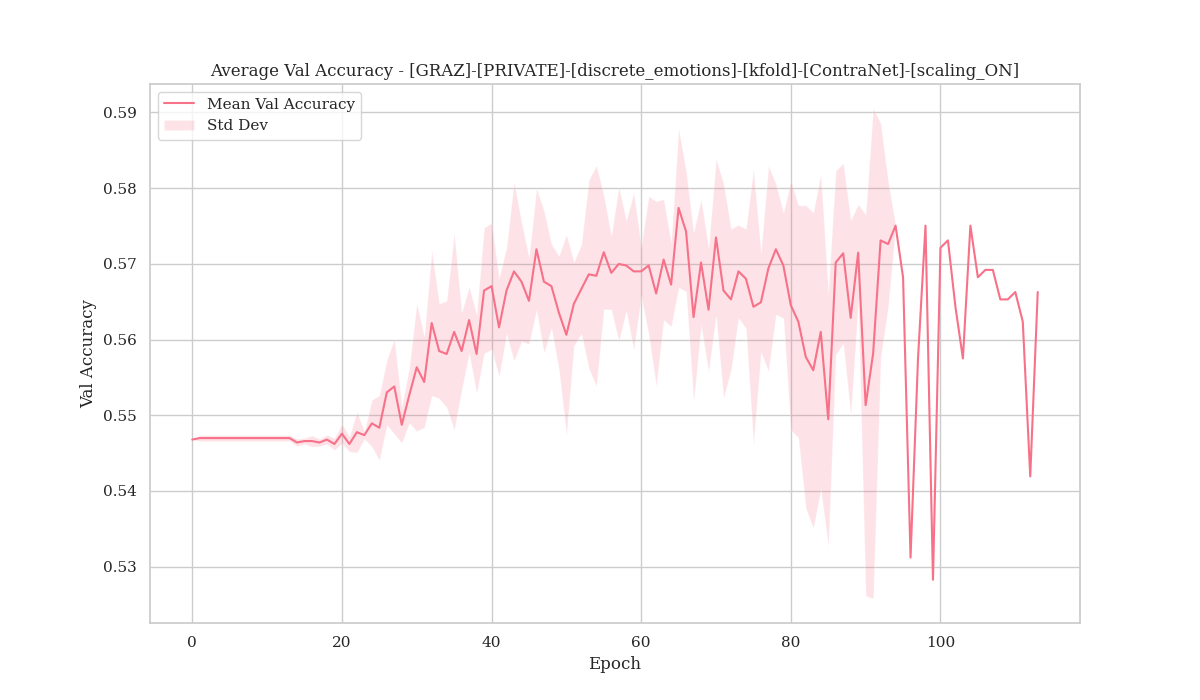 Average Val Accuracy - [GRAZ]-[PRIVATE]-[discrete_emotions]-[kfold]-[ContraNet]-[scaling_ON]
Mean Val Accuracy
Std Dev
0.59
0.58
0.57
0.56
0.55
0.54
0.53
Val Accuracy
0 20 40 60 80 100
Epoch